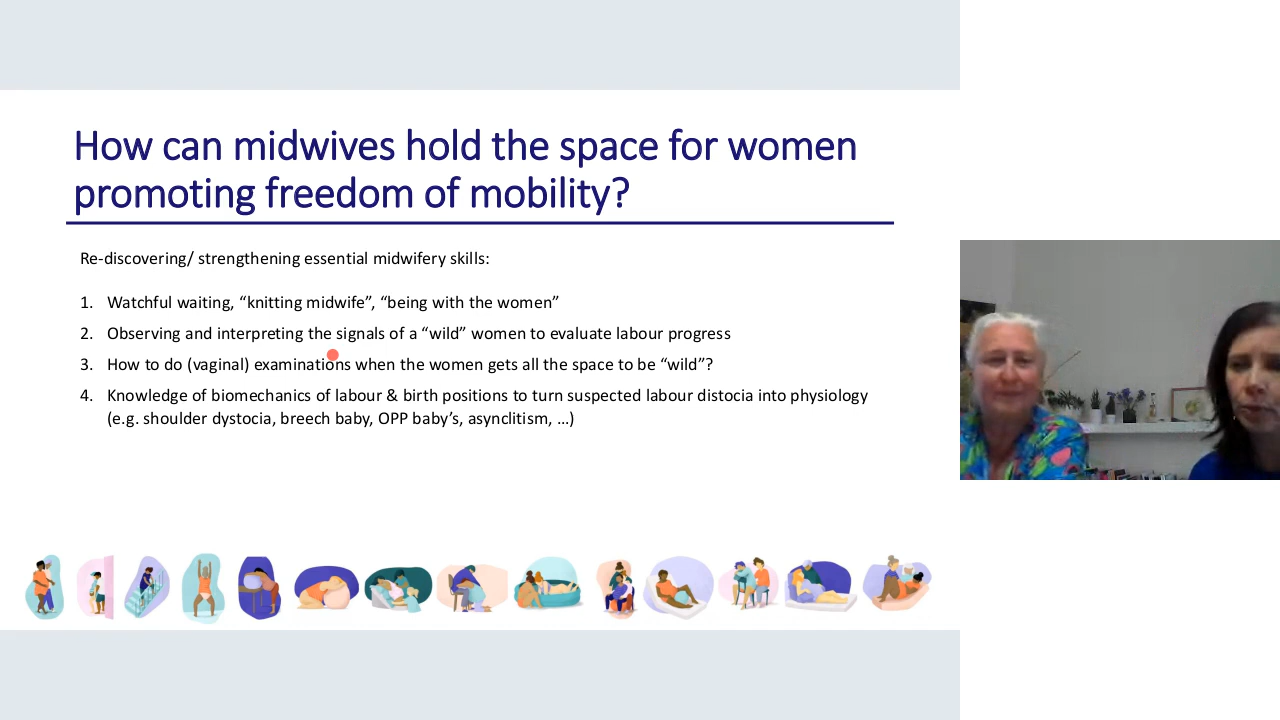 How can midwives hold the space for women
promoting freedom of mobility?
Re-discovering/ strengthening essential midwifery skills:
1. Watchful waiting, “knitting midwife”, “being with the women”
2. Observing and interpreting the signals of a “wild” women to evaluate labour progress
3. How to do (vaginal) examinations when the women gets all the space to be “wild”?
4. Knowledge of biomechanics of labour & birth positions to turn suspected labour distocia into physiology
(e.g. shoulder dystocia, breech baby, OPP baby’s, asynclitism, …)